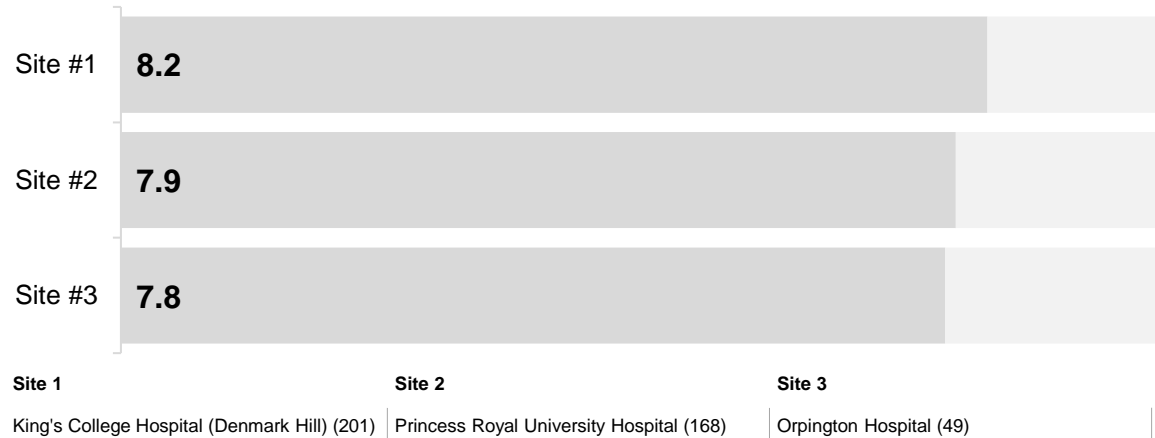 Site #1 8.2
Site #2 7.9
Site #3 7.8
Site 1 Site 2 Site 3
King's College Hospital (Denmark Hill) (201) Princess Royal University Hospital (168) Orpington Hospital (49)